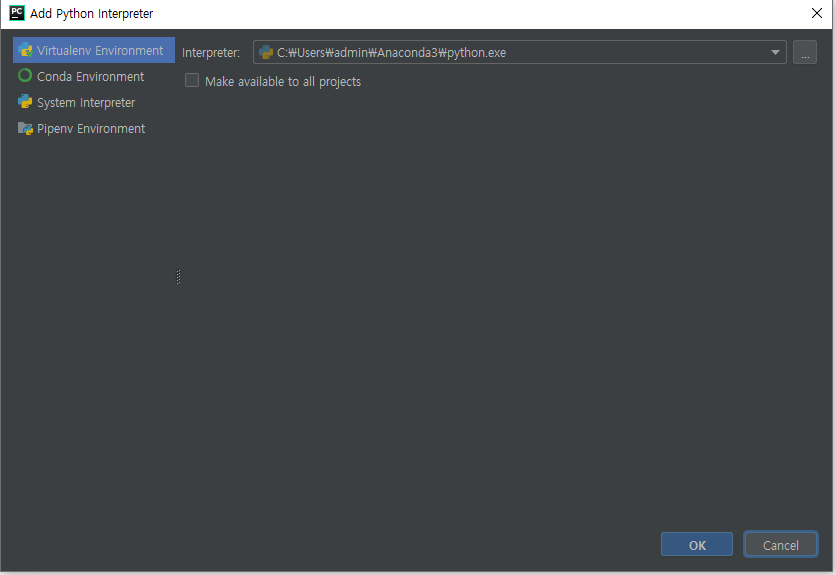 PC Add Python Interpreter
Virtualenv Environment
Conda Environment
System Interpreter
Pipenv Environment
Interpreter: C:₩Users₩admin₩Anaconda3₩python.exe ...
Make available to all projects
OK Cancel